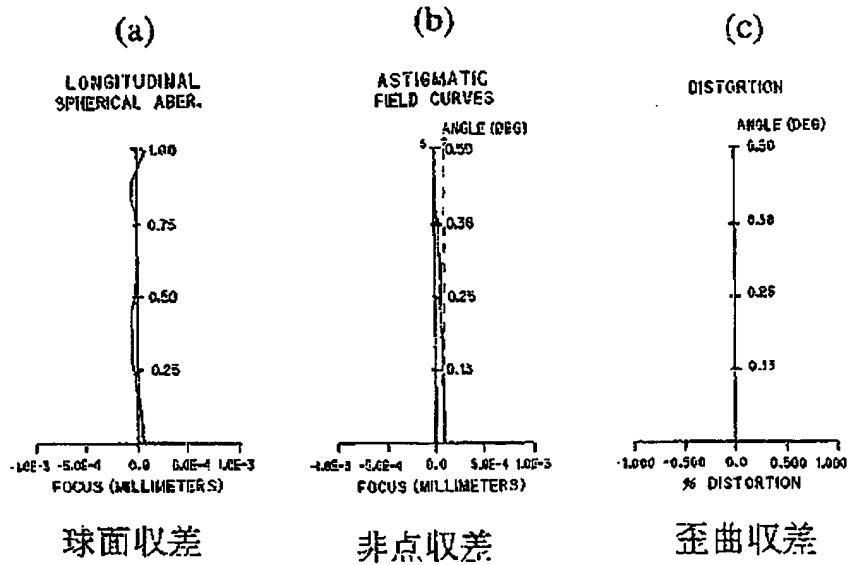 (a)
LONGITUDINAL
SPHERICAL ABER.
1.00
0.75
0.50
0.25
-1.0E-3 -5.0E-4 0.0 5.0E-4 1.0E-3
FOCUS (MILLIMETERS)
球面収差
(b)
ASTIGMATIC
FIELD CURVES
ANGLE (DEG)
S
0.50
0.38
0.25
0.13
-1.0E-3 -5.0E-4 0.0 5.0E-4 1.0E-3
FOCUS (MILLIMETERS)
非点収差
(c)
DISTORTION
ANGLE (DEG)
0.50
0.38
0.25
0.13
-1.000 -0.500 0.0 0.500 1.000
% DISTORTION
歪曲収差